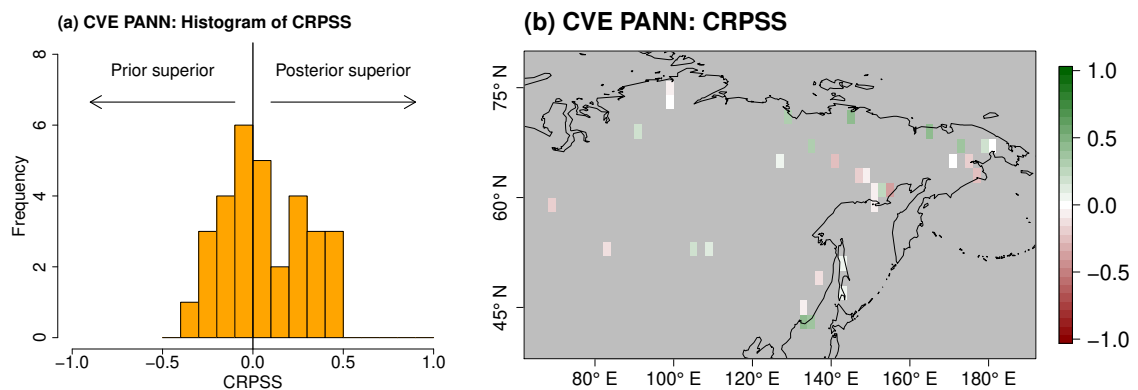 (a) CVE PANN: Histogram of CRPSS
Prior superior
Posterior superior
Frequency
8
6
4
2
0
-1.0 -0.5 0.0 0.5 1.0
CRPSS
(b) CVE PANN: CRPSS
75° N
60° N
45° N
80° E 100° E 120° E 140° E 160° E 180° E
1.0
0.5
0.0
−0.5
−1.0